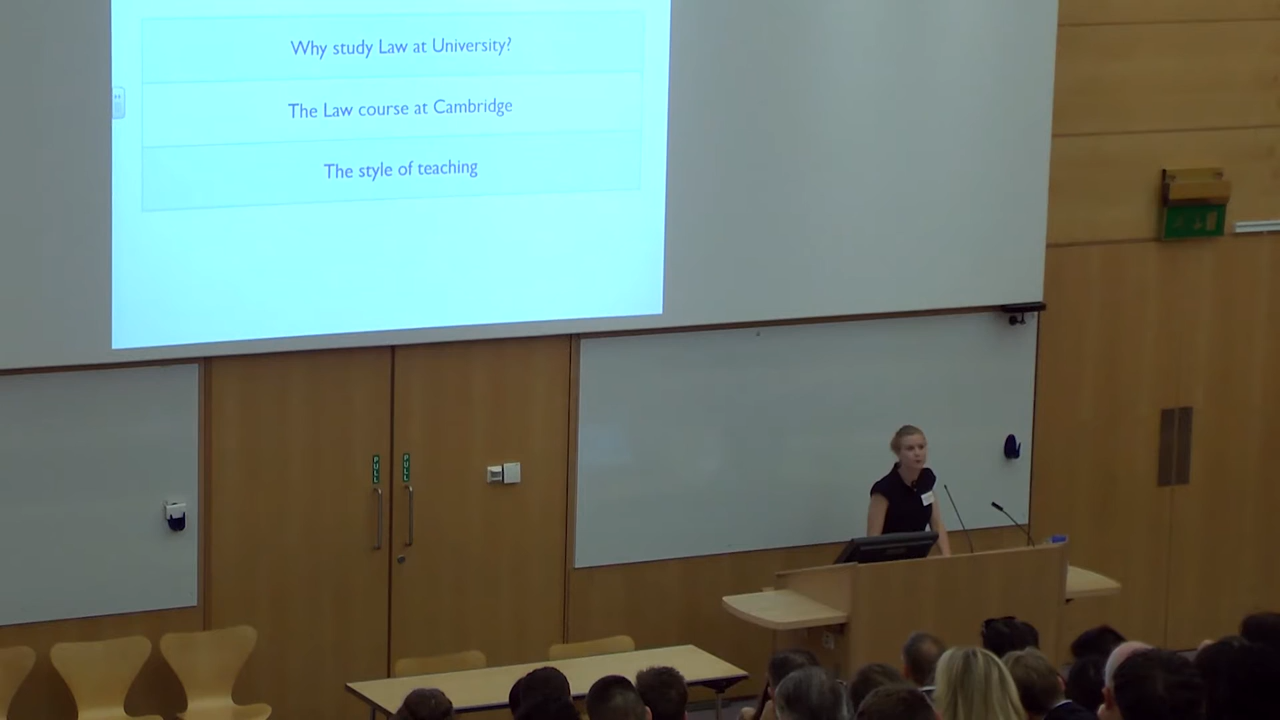 Why study Law at University?
The Law course at Cambridge
The style of teaching
PULL
PULL